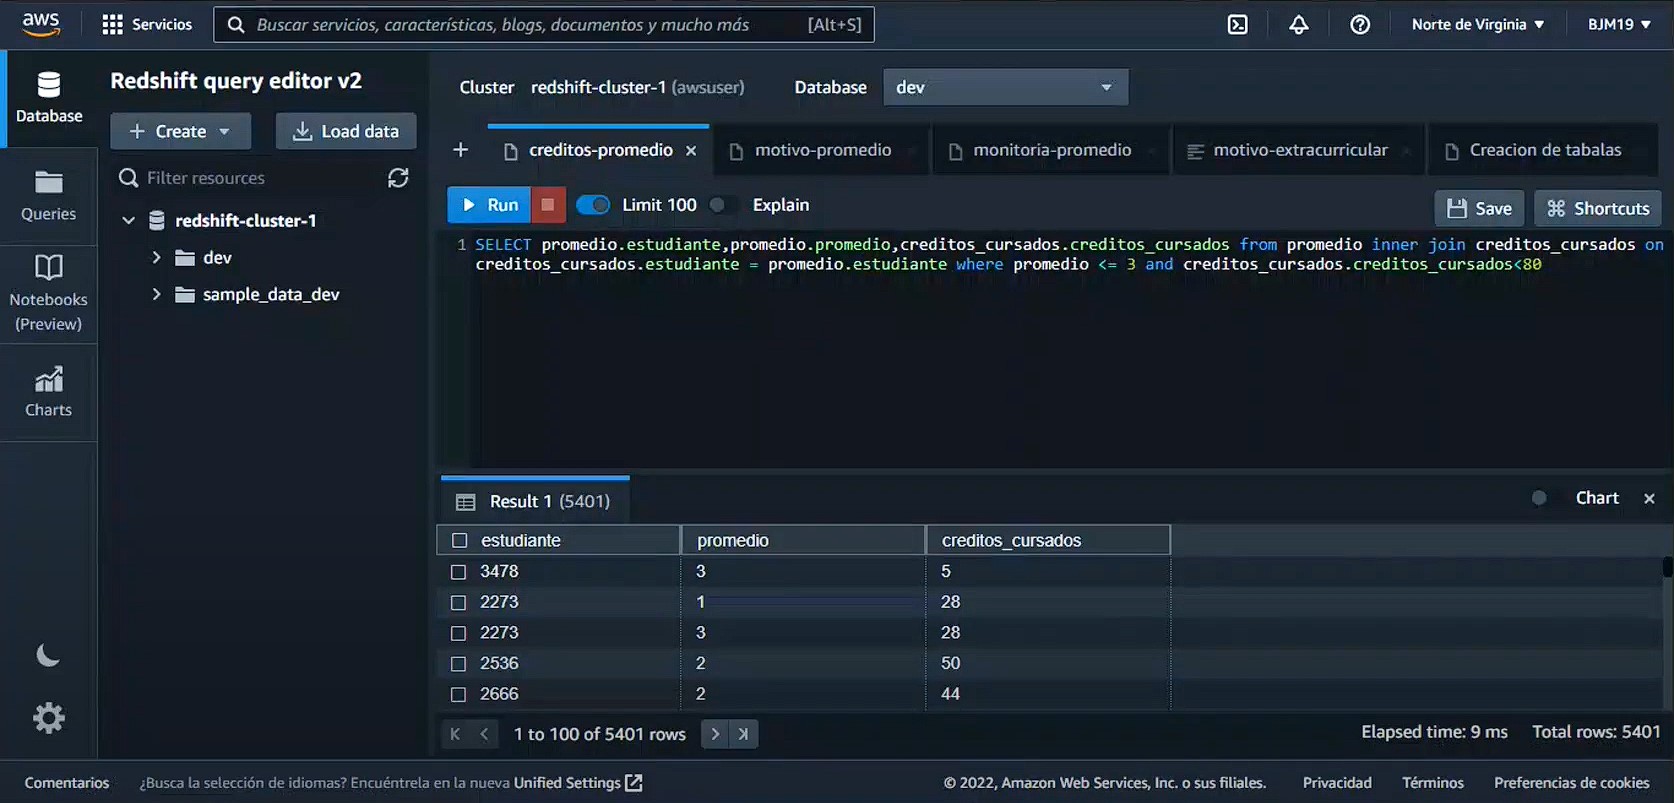 aws Servicios Buscar servicios, características, blogs, documentos y mucho más [Alt+S] Norte de Virginia BJM19
Database
Queries
Notebooks
(Preview)
Charts
Redshift query editor v2
Create Load data
Filter resources
redshift-cluster-1
dev
sample_data_dev
Cluster redshift-cluster-1 (awsuser) Database dev
creditos-promedio motivo-promedio monitoria-promedio motivo-extracurricular Creacion de tabalas
Run Limit 100 Explain Save Shortcuts
1 SELECT promedio.estudiante,promedio.promedio,creditos_cursados.creditos_cursados from promedio inner join creditos_cursados on
creditos_cursados.estudiante = promedio.estudiante where promedio <= 3 and creditos_cursados.creditos_cursados<80
Result 1 (5401) Chart
estudiante promedio creditos_cursados
3478 3 5
2273 1 28
2273 3 28
2536 2 50
2666 2 44
1 to 100 of 5401 rows Elapsed time: 9 ms Total rows: 5401
Comentarios ¿Busca la selección de idiomas? Encuéntrela en la nueva Unified Settings © 2022, Amazon Web Services, Inc. o sus filiales. Privacidad Términos Preferencias de cookies